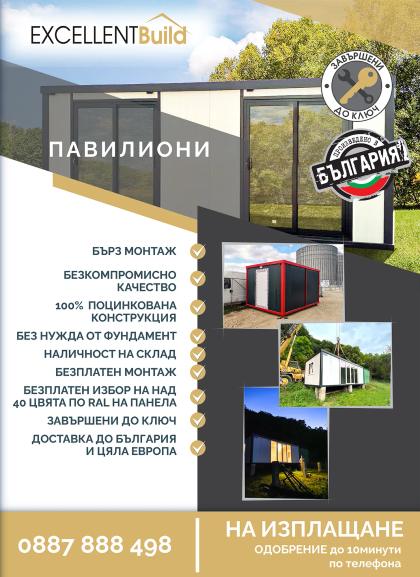 EXCELLENTBuild
ЗАВЪРШЕНИ
ДО КЛЮЧ
ПРОИЗВЕДЕНО В
БЪЛГАРИЯ
ПАВИЛИОНИ
БЪРЗ МОНТАЖ
БЕЗКОМПРОМИСНО
КАЧЕСТВО
100% ПОЦИНКОВАНА
КОНСТРУКЦИЯ
БЕЗ НУЖДА ОТ ФУНДАМЕНТ
НАЛИЧНОСТ НА СКЛАД
БЕЗПЛАТЕН МОНТАЖ
БЕЗПЛАТЕН ИЗБОР НА НАД
40 ЦВЯТА ПО RAL НА ПАНЕЛА
ЗАВЪРШЕНИ ДО КЛЮЧ
ДОСТАВКА ДО БЪЛГАРИЯ
И ЦЯЛА ЕВРОПА
0887 888 498
НА ИЗПЛАЩАНЕ
ОДОБРЕНИЕ до 10минути
по телефона